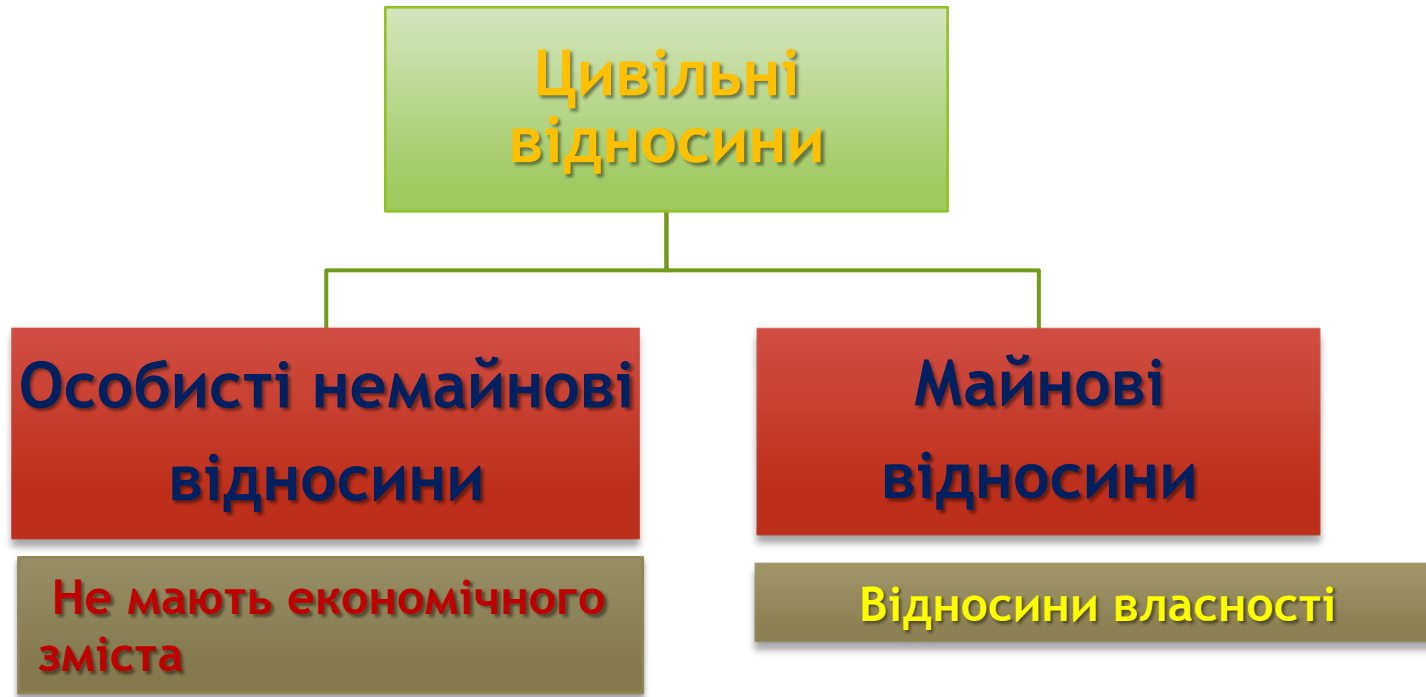 Цивільні
відносини
Особисті немайнові
відносини
Майнові
відносини
Не мають економічного
зміста
Відносини власності